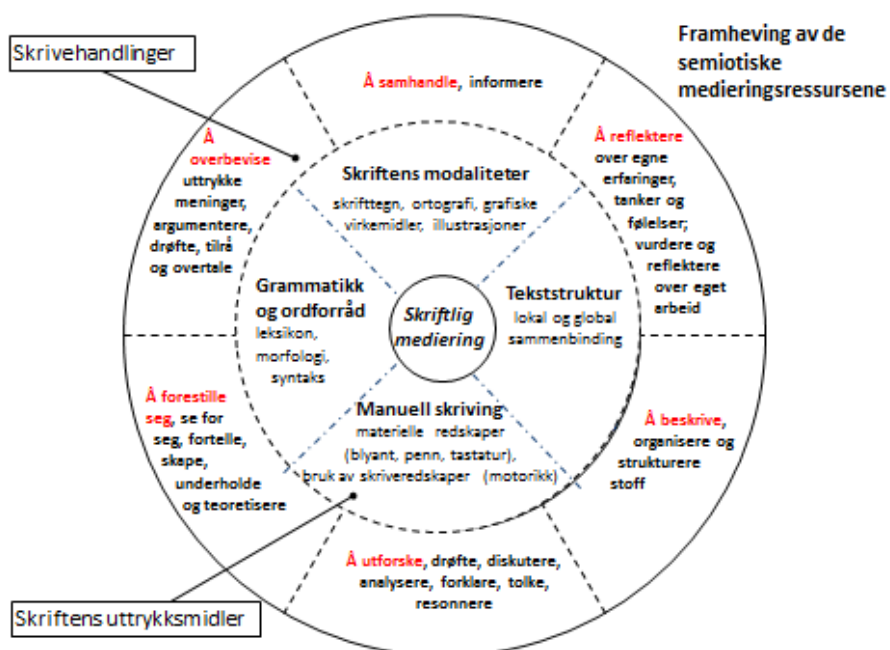 Framheving av de
semiotiske
medieringsressursene
Skrivehandlinger
Å samhandle, informere
Å
overbevise
uttrykke
meninger,
argumentere,
drøfte, tilrå
og overtale
Å reflektere
over egne
erfaringer,
tanker og
følelser;
vurdere og
reflektere
over eget
arbeid
Skriftens modaliteter
skrifttegn, ortografi, grafiske
virkemidler, illustrasjoner
Grammatikk
og ordforråd
leksikon,
morfologi,
syntaks
Skriftlig
mediering
Tekststruktur
lokal og global
sammenbinding
Manuell skriving
materielle redskaper
(blyant, penn, tastatur),
bruk av skriveredskaper (motorikk)
Å forestille
seg, se for
seg, fortelle,
skape,
underholde
og teoretisere
Å beskrive,
organisere og
strukturere
stoff
Å utforske, drøfte, diskutere,
analysere, forklare, tolke,
resonnere
Skriftens uttrykksmidler